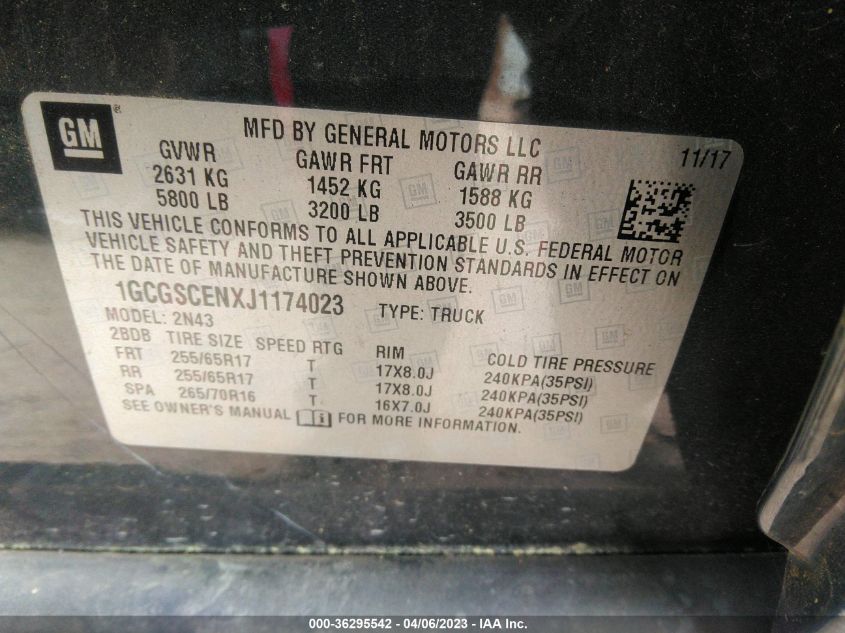 GM ®
MFD BY GENERAL MOTORS LLC
11/17
GVWR GAWR FRT GAWR RR
2631 KG 1452 KG 1588 KG
5800 LB 3200 LB 3500 LB
THIS VEHICLE CONFORMS TO ALL APPLICABLE U.S. FEDERAL MOTOR
VEHICLE SAFETY AND THEFT PREVENTION STANDARDS IN EFFECT ON
THE DATE OF MANUFACTURE SHOWN ABOVE.
1GCGSCENXJ1174023 TYPE: TRUCK
MODEL: 2N43
2BDB TIRE SIZE SPEED RTG RIM COLD TIRE PRESSURE
FRT 255/65R17 T 17X8.0J 240KPA(35PSI)
RR 255/65R17 T 17X8.0J 240KPA(35PSI)
SPA 265/70R16 T 16X7.0J 240KPA(35PSI)
SEE OWNER'S MANUAL FOR MORE INFORMATION.
000-36295542 - 04/06/2023 - IAA Inc.